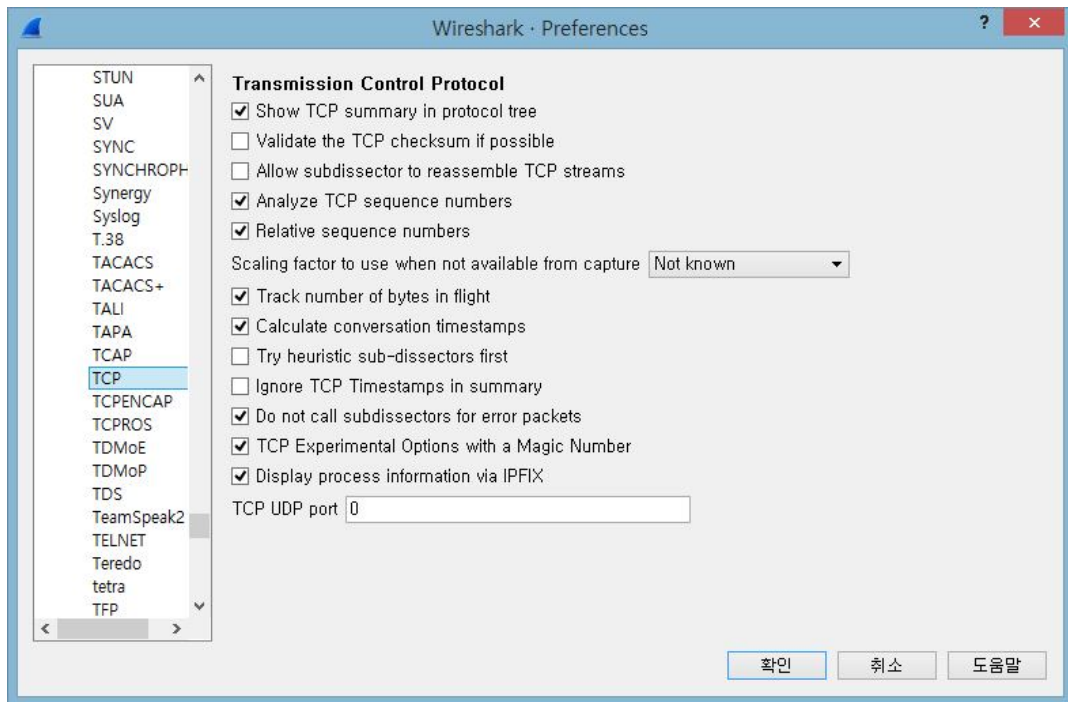 Wireshark · Preferences
?
STUN
SUA
SV
SYNC
SYNCHROPH
Synergy
Syslog
T.38
TACACS
TACACS+
TALI
TAPA
TCAP
TCP
TCPENCAP
TCPROS
TDMoE
TDMoP
TDS
TeamSpeak2
TELNET
Teredo
tetra
TFP
Transmission Control Protocol
Show TCP summary in protocol tree
Validate the TCP checksum if possible
Allow subdissector to reassemble TCP streams
Analyze TCP sequence numbers
Relative sequence numbers
Scaling factor to use when not available from capture Not known
Track number of bytes in flight
Calculate conversation timestamps
Try heuristic sub-dissectors first
Ignore TCP Timestamps in summary
Do not call subdissectors for error packets
TCP Experimental Options with a Magic Number
Display process information via IPFIX
TCP UDP port 0
확인 취소 도움말